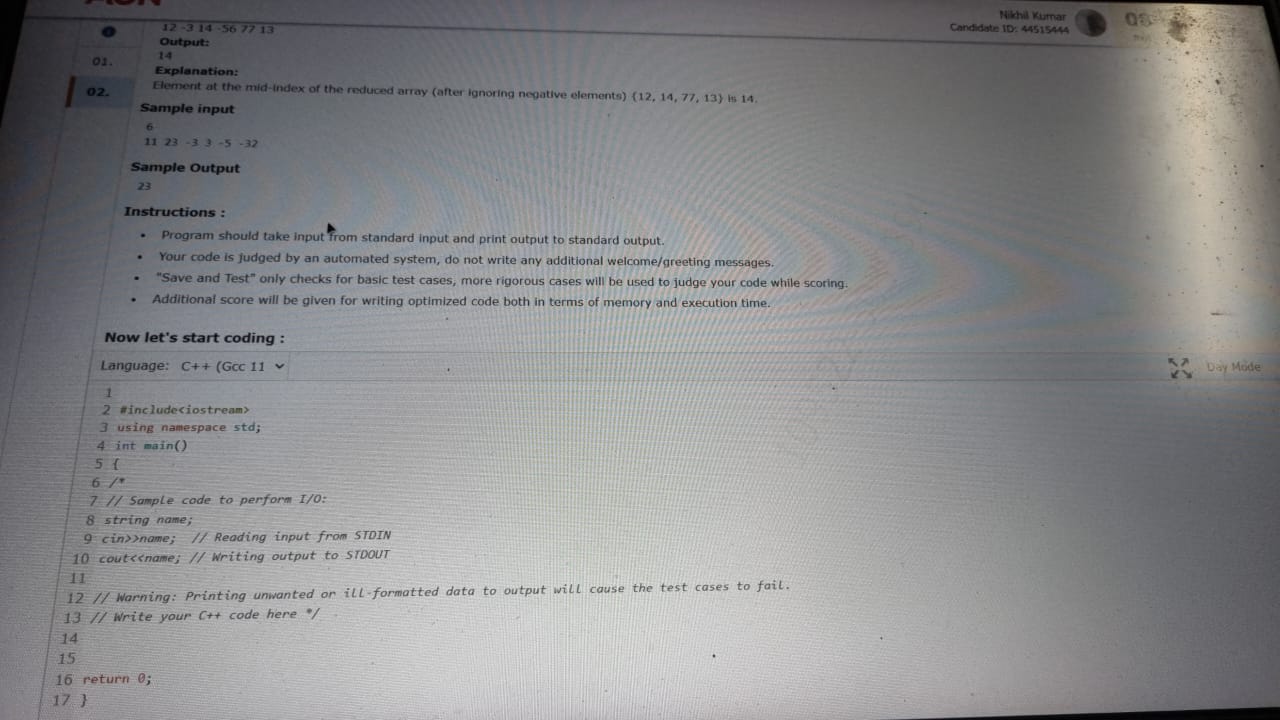 Nikhil Kumar
Candidate ID: 44515444
12 -3 14 -56 77 13
Output:
14
Explanation:
Element at the mid-index of the reduced array (after ignoring negative elements) {12, 14, 77, 13} is 14.
01.
02.
Sample input
6
11 23 -3 3 -5 -32
Sample Output
23
Instructions :
• Program should take input from standard input and print output to standard output.
• Your code is judged by an automated system, do not write any additional welcome/greeting messages.
• "Save and Test" only checks for basic test cases, more rigorous cases will be used to judge your code while scoring.
• Additional score will be given for writing optimized code both in terms of memory and execution time.
Now let's start coding :
Language: C++ (Gcc 11
Day Mode
1
2 #include<iostream>
3 using namespace std;
4 int main()
5 {
6 /*
7 // Sample code to perform I/O:
8 string name;
9 cin>>name; // Reading input from STDIN
10 cout<<name; // Writing output to STDOUT
11
12 // Warning: Printing unwanted or ill-formatted data to output will cause the test cases to fail.
13 // Write your C++ code here */
14
15
16 return 0;
17 }